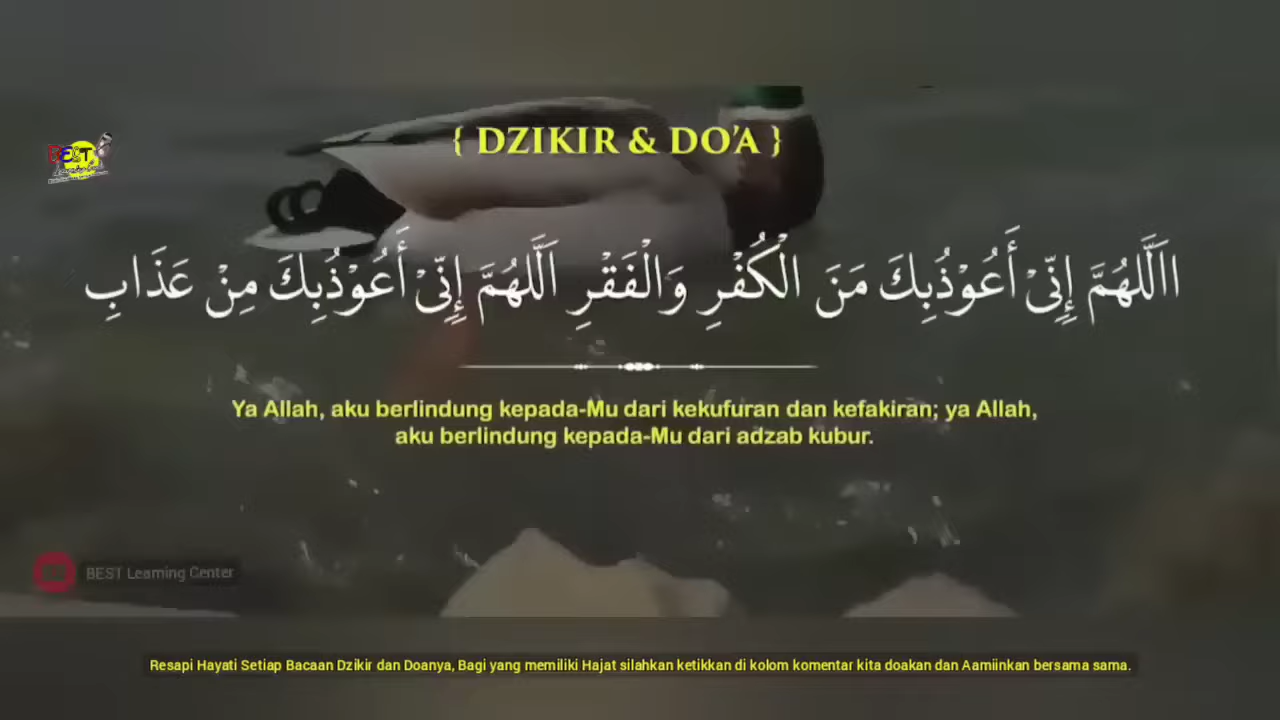 BEST
{ DZIKIR & DO'A }
االَلَّهُمَّ إِنِّيْ أَعُوْذُبِكَ مَنَ الْكُفْرِ وَالْفَقْرِ اَللَّهُمَّ إِنِّيْ أَعُوْذُبِكَ مِنْ عَذَابِ
Ya Allah, aku berlindung kepada-Mu dari kekufuran dan kefakiran; ya Allah,
aku berlindung kepada-Mu dari adzab kubur.
BEST Learning Center
Resapi Hayati Setiap Bacaan Dzikir dan Doanya, Bagi yang memiliki Hajat silahkan ketikkan di kolom komentar kita doakan dan Aamiinkan bersama sama.